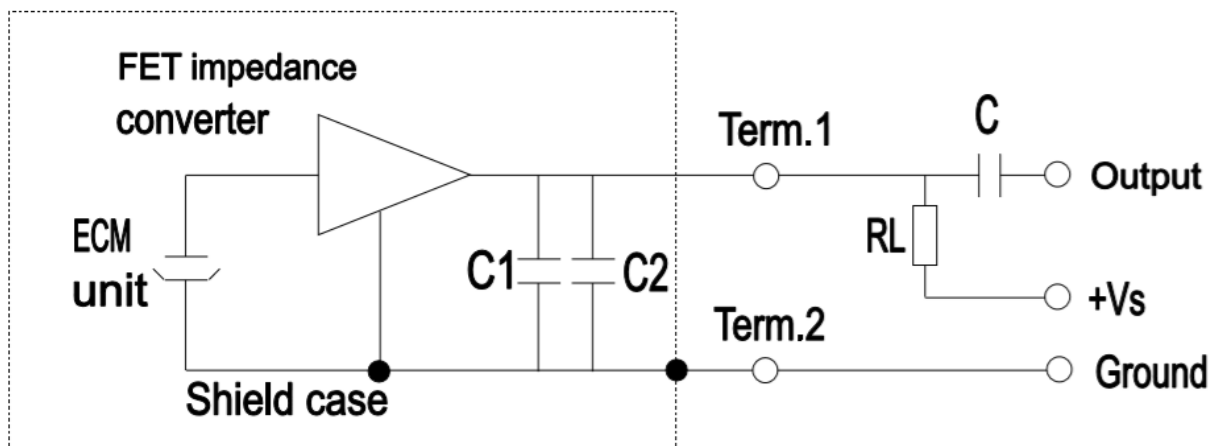 FET impedance
converter
Term.1
C
Output
ECM
unit
C1
C2
RL
+Vs
Term.2
Shield case
Ground